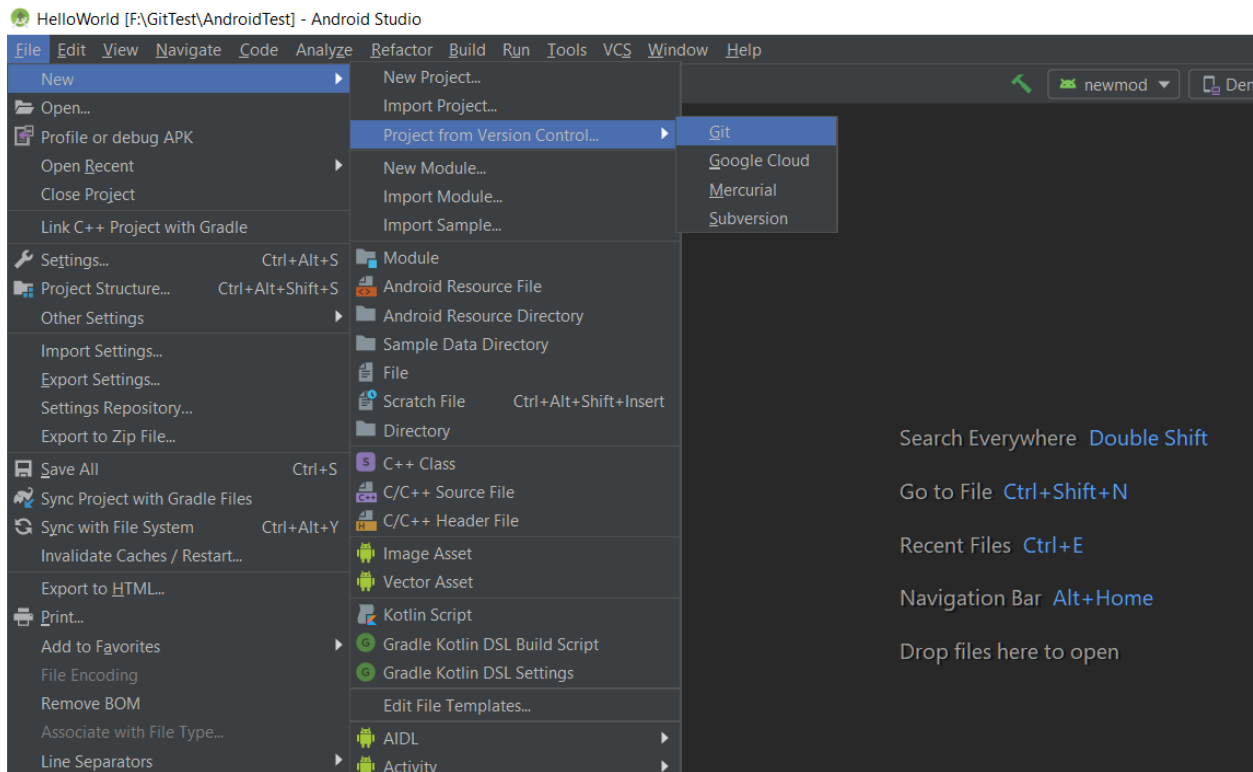 HelloWorld [F:\GitTest\AndroidTest] - Android Studio
File Edit View Navigate Code Analyze Refactor Build Run Tools VCS Window Help
newmod
New
Open...
Profile or debug APK
Open Recent
Close Project
Link C++ Project with Gradle
Settings... Ctrl+Alt+S
Project Structure... Ctrl+Alt+Shift+S
Other Settings
Import Settings...
Export Settings...
Settings Repository...
Export to Zip File...
Save All Ctrl+S
Sync Project with Gradle Files
Sync with File System Ctrl+Alt+Y
Invalidate Caches / Restart...
Export to HTML...
Print...
Add to Favorites
File Encoding
Remove BOM
Associate with File Type...
Line Separators
New Project...
Import Project...
Project from Version Control...
New Module...
Import Module...
Import Sample...
Module
Android Resource File
Android Resource Directory
Sample Data Directory
File
Scratch File Ctrl+Alt+Shift+Insert
Directory
S C++ Class
C++ C/C++ Source File
H C/C++ Header File
Image Asset
Vector Asset
Kotlin Script
G Gradle Kotlin DSL Build Script
G Gradle Kotlin DSL Settings
Edit File Templates...
AIDL
Activity
Git
Google Cloud
Mercurial
Subversion
Search Everywhere Double Shift
Go to File Ctrl+Shift+N
Recent Files Ctrl+E
Navigation Bar Alt+Home
Drop files here to open